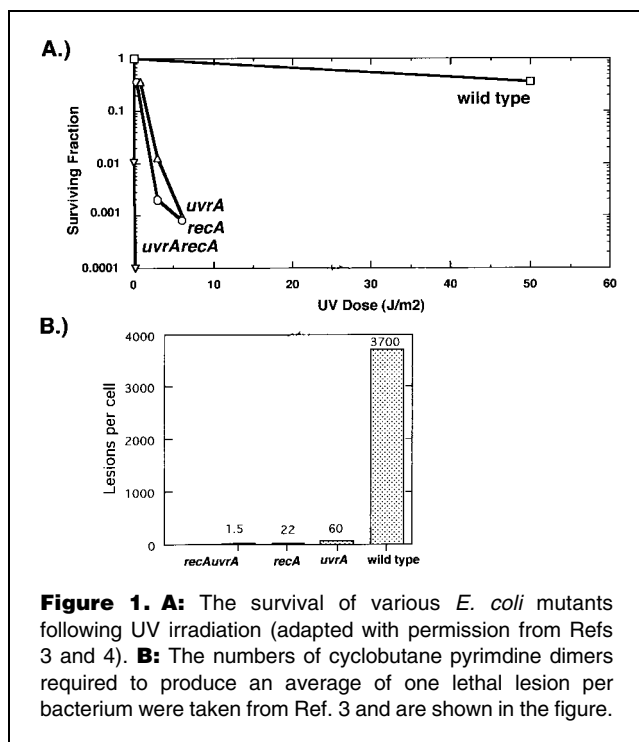 A.)
1
0.1
0.01
0.001
0.0001
Surviving Fraction
wild type
uvrA
recA
uvrArecA
0 10 20 30 40 50 60
UV Dose (J/m2)
B.)
4000
3000
2000
1000
0
Lesions per cell
3700
1.5 22 60
recAuvrA recA uvrA wild type
Figure 1. A: The survival of various E. coli mutants
following UV irradiation (adapted with permission from Refs
3 and 4). B: The numbers of cyclobutane pyrimdine dimers
required to produce an average of one lethal lesion per
bacterium were taken from Ref. 3 and are shown in the figure.